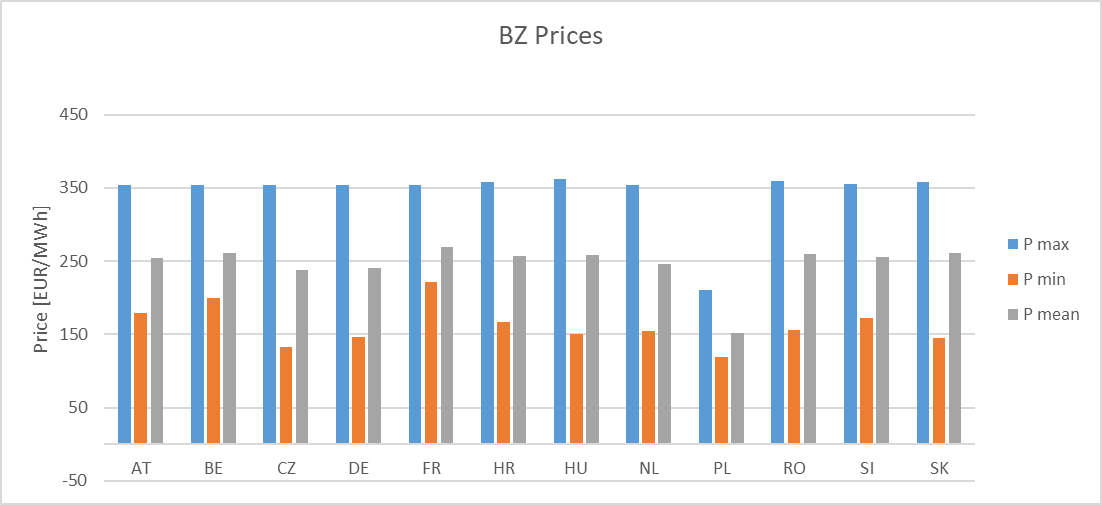 BZ Prices
Price [EUR/MWh]
450
350
250
150
50
-50
AT BE CZ DE FR HR HU NL PL RO SI SK
P max
P min
P mean